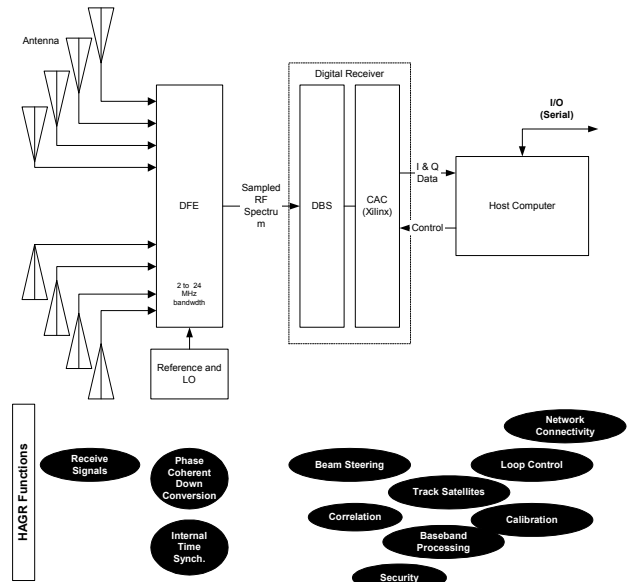 Antenna
Digital Receiver
I/O
(Serial)
DFE
2 to 24
MHz
bandwdth
Sampled
RF
Spectru
m
DBS
CAC
(Xilinx)
I & Q
Data
Control
Host Computer
Reference and
LO
HAGR Functions
Receive
Signals
Phase
Coherent
Down
Conversion
Internal
Time
Synch.
Beam Steering
Correlation
Track Satellites
Baseband
Processing
Security
Network
Connectivity
Loop Control
Calibration